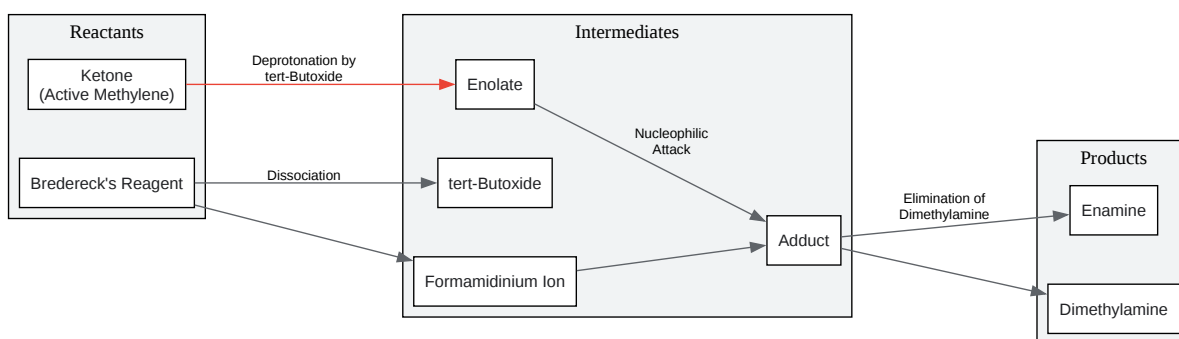 Reactants
Ketone
(Active Methylene)
Bredereck's Reagent
Deprotonation by
tert-Butoxide
Dissociation
Intermediates
Enolate
tert-Butoxide
Formamidinium Ion
Nucleophilic
Attack
Adduct
Elimination of
Dimethylamine
Products
Enamine
Dimethylamine